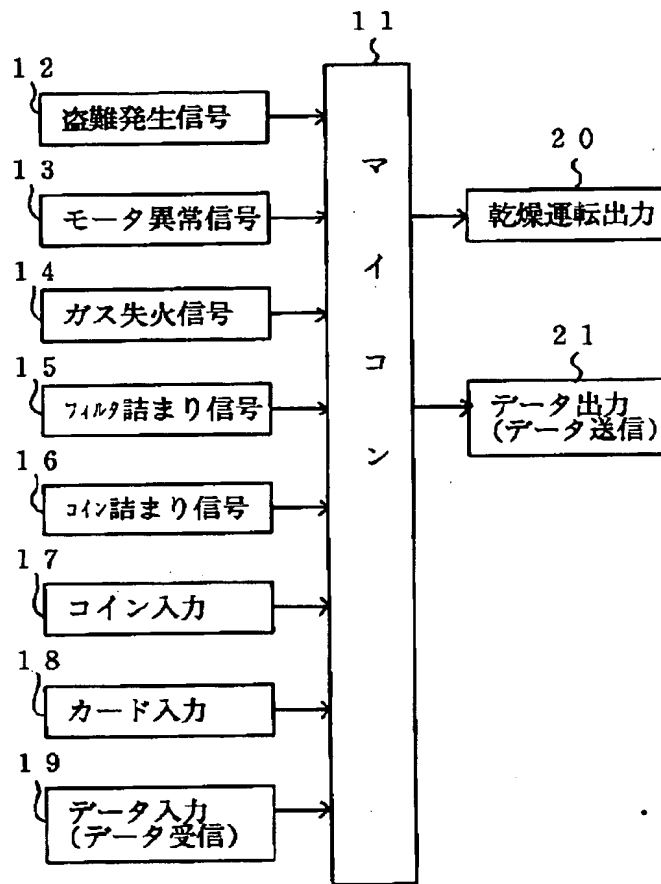 11
12
盗難発生信号
13
モータ異常信号
14
ガス失火信号
15
フィルタ詰まり信号
16
コイン詰まり信号
17
コイン入力
18
カード入力
19
データ入力
(データ受信)
マイコン
20
乾燥運転出力
21
データ出力
(データ送信)